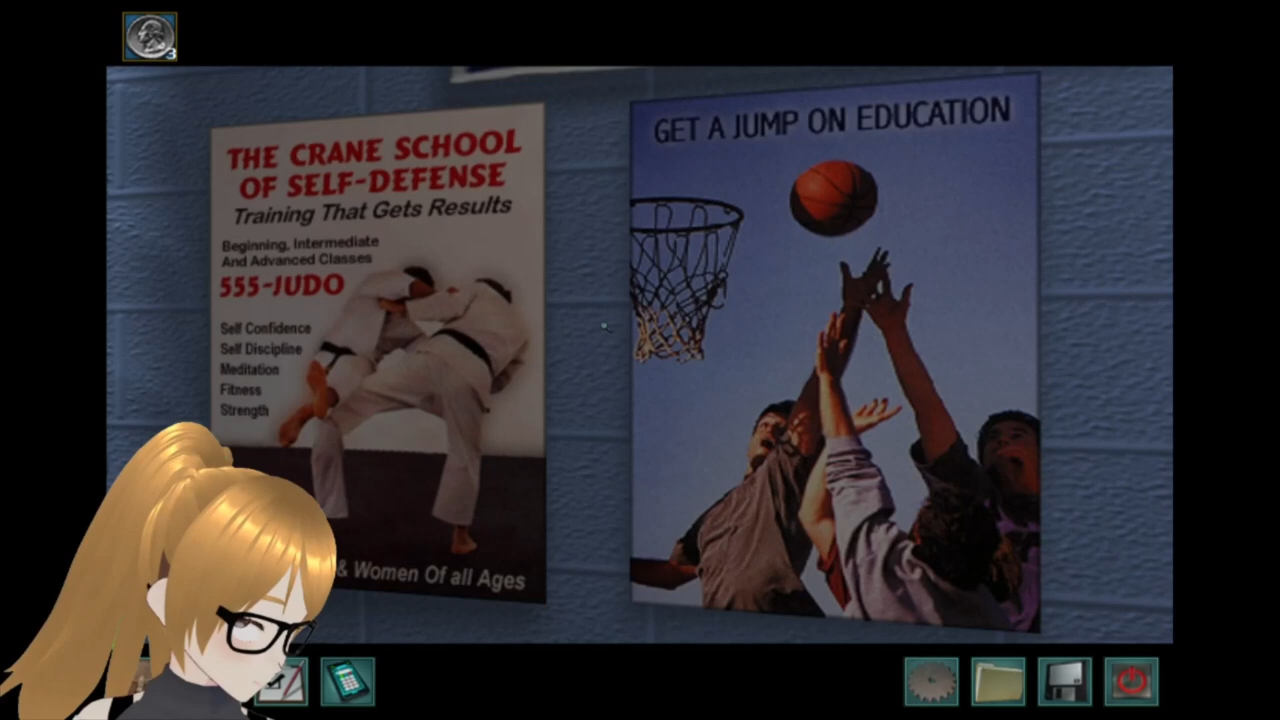 3
THE CRANE SCHOOL
OF SELF-DEFENSE
Training That Gets Results
Beginning, Intermediate
And Advanced Classes
555-JUDO
Self Confidence
Self Discipline
Meditation
Fitness
Strength
& Women Of all Ages
GET A JUMP ON EDUCATION